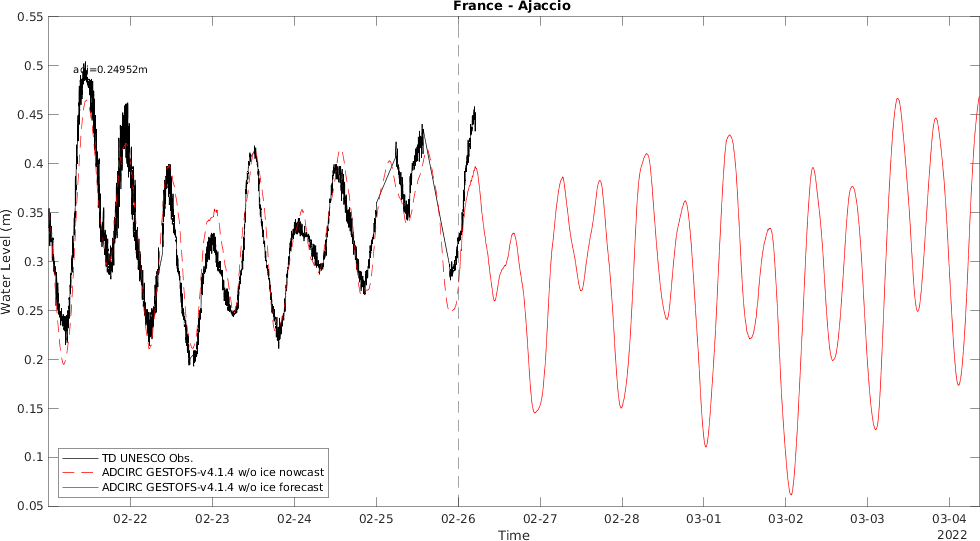 France - Ajaccio
0.55
0.5
0.45
0.4
0.35
0.3
0.25
0.2
0.15
0.1
0.05
Water Level (m)
adj=0.24952m
TD UNESCO Obs.
ADCIRC GESTOFS-v4.1.4 w/o ice nowcast
ADCIRC GESTOFS-v4.1.4 w/o ice forecast
02-22 02-23 02-24 02-25 02-26 02-27 02-28 03-01 03-02 03-03 03-04
Time
2022